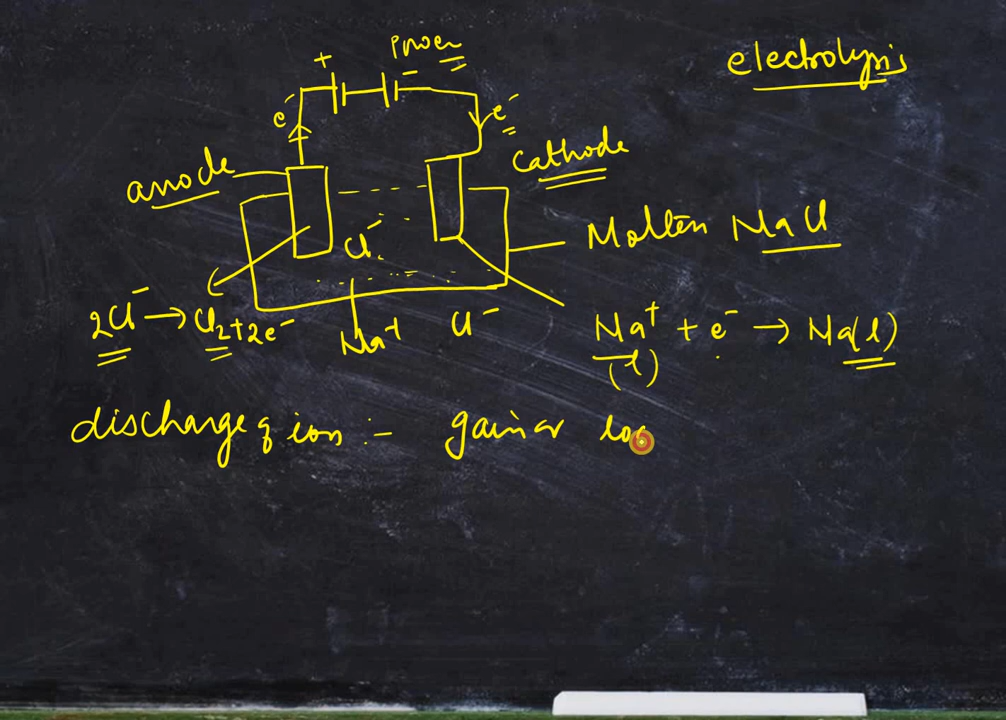 electrolysis
Power
+ −
e⁻ e⁻
anode
cathode
Cl⁻
Molten NaCl
2Cl⁻ → Cl₂ + 2e⁻
Na⁺ Cl⁻
Na⁺ + e⁻ → Na(l)
(l)
discharge of ion :- gain or los